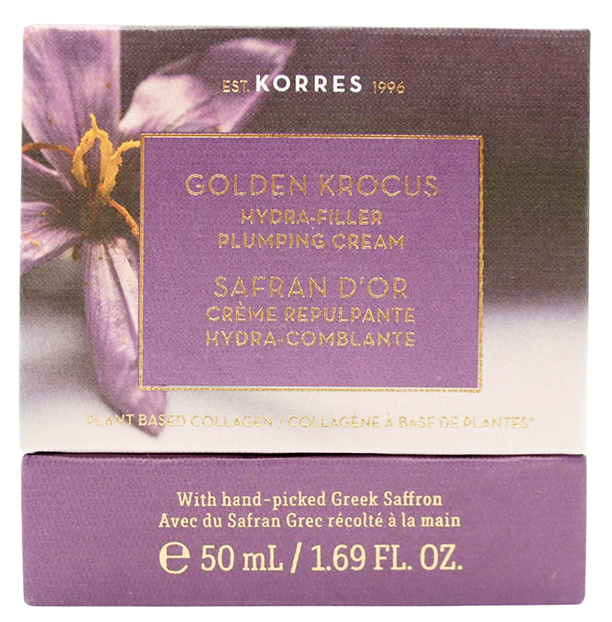 EST. KORRES 1996
GOLDEN KROCUS
HYDRA-FILLER
PLUMPING CREAM
SAFRAN D'OR
CRÈME REPULPANTE
HYDRA-COMBLANTE
PLANT BASED COLLAGEN / COLLAGÈNE À BASE DE PLANTES*
With hand-picked Greek Saffron
Avec du Safran Grec récolté à la main
℮ 50 mL / 1.69 FL. OZ.